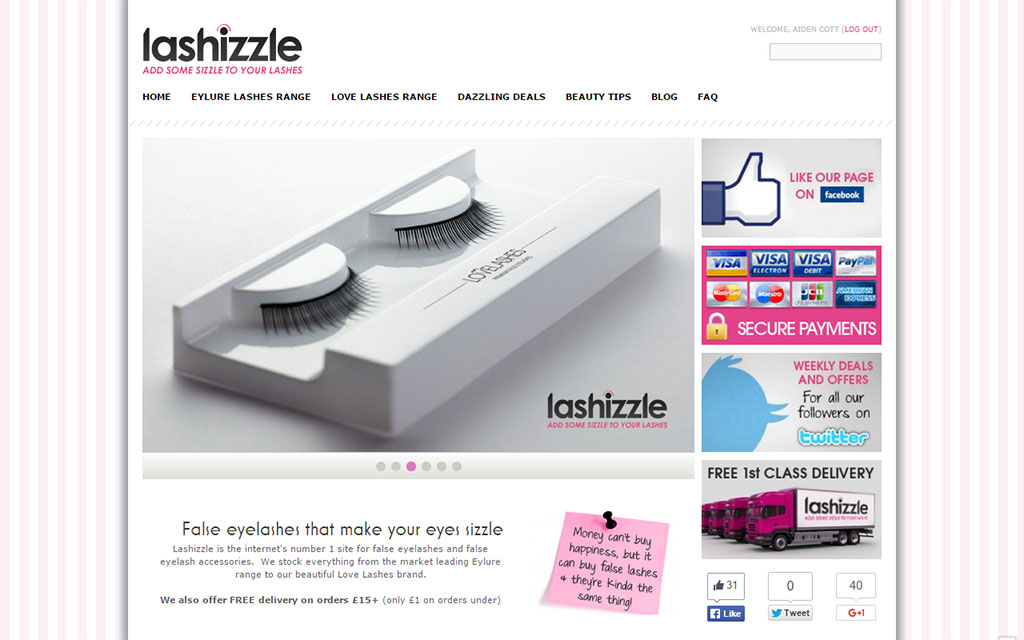 lashizzle
ADD SOME SIZZLE TO YOUR LASHES
WELCOME, AIDEN COTT (LOG OUT)
HOME EYLURE LASHES RANGE LOVE LASHES RANGE DAZZLING DEALS BEAUTY TIPS BLOG FAQ
LOVELASHES
lashizzle
ADD SOME SIZZLE TO YOUR LASHES
LIKE OUR PAGE
ON facebook
VISA VISA ELECTRON VISA DEBIT PayPal
MasterCard Maestro JCB AMERICAN EXPRESS
SECURE PAYMENTS
WEEKLY DEALS
AND OFFERS
For all our
followers on
twitter
FREE 1st CLASS DELIVERY
lashizzle
ADD SOME SIZZLE TO YOUR LASHES
False eyelashes that make your eyes sizzle
Lashizzle is the internet's number 1 site for false eyelashes and false
eyelash accessories. We stock everything from the market leading Eylure
range to our beautiful Love Lashes brand.
We also offer FREE delivery on orders £15+ (only £1 on orders under)
Money can't buy
happiness, but it
can buy false lashes
& they're kinda the
same thing!
31 0 40
Like Tweet G+1